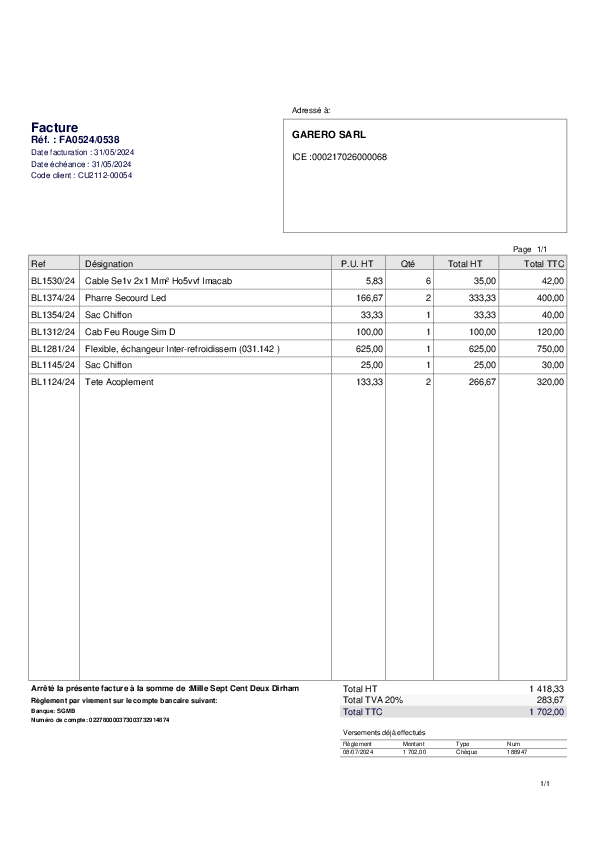 Adressé à:
Facture
Réf. : FA0524/0538
Date facturation : 31/05/2024
Date échéance : 31/05/2024
Code client : CU2112-00054
GARERO SARL
ICE :000217026000068
Page 1/1
Ref Désignation P.U. HT Qté Total HT Total TTC
BL1530/24 Cable Se1v 2x1 Mm² Ho5vvf Imacab 5,83 6 35,00 42,00
BL1374/24 Pharre Secourd Led 166,67 2 333,33 400,00
BL1354/24 Sac Chiffon 33,33 1 33,33 40,00
BL1312/24 Cab Feu Rouge Sim D 100,00 1 100,00 120,00
BL1281/24 Flexible, échangeur Inter-refroidissem (031.142 ) 625,00 1 625,00 750,00
BL1145/24 Sac Chiffon 25,00 1 25,00 30,00
BL1124/24 Tete Acoplement 133,33 2 266,67 320,00
Arrêté la présente facture à la somme de :Mille Sept Cent Deux Dirham
Règlement par virement sur le compte bancaire suivant:
Banque: SGMB
Numéro de compte: 022780000373003732914874
Total HT 1 418,33
Total TVA 20% 283,67
Total TTC 1 702,00
Versements déjà effectués
Règlement Montant Type Num
08/07/2024 1 702,00 Chèque 188947
1/1